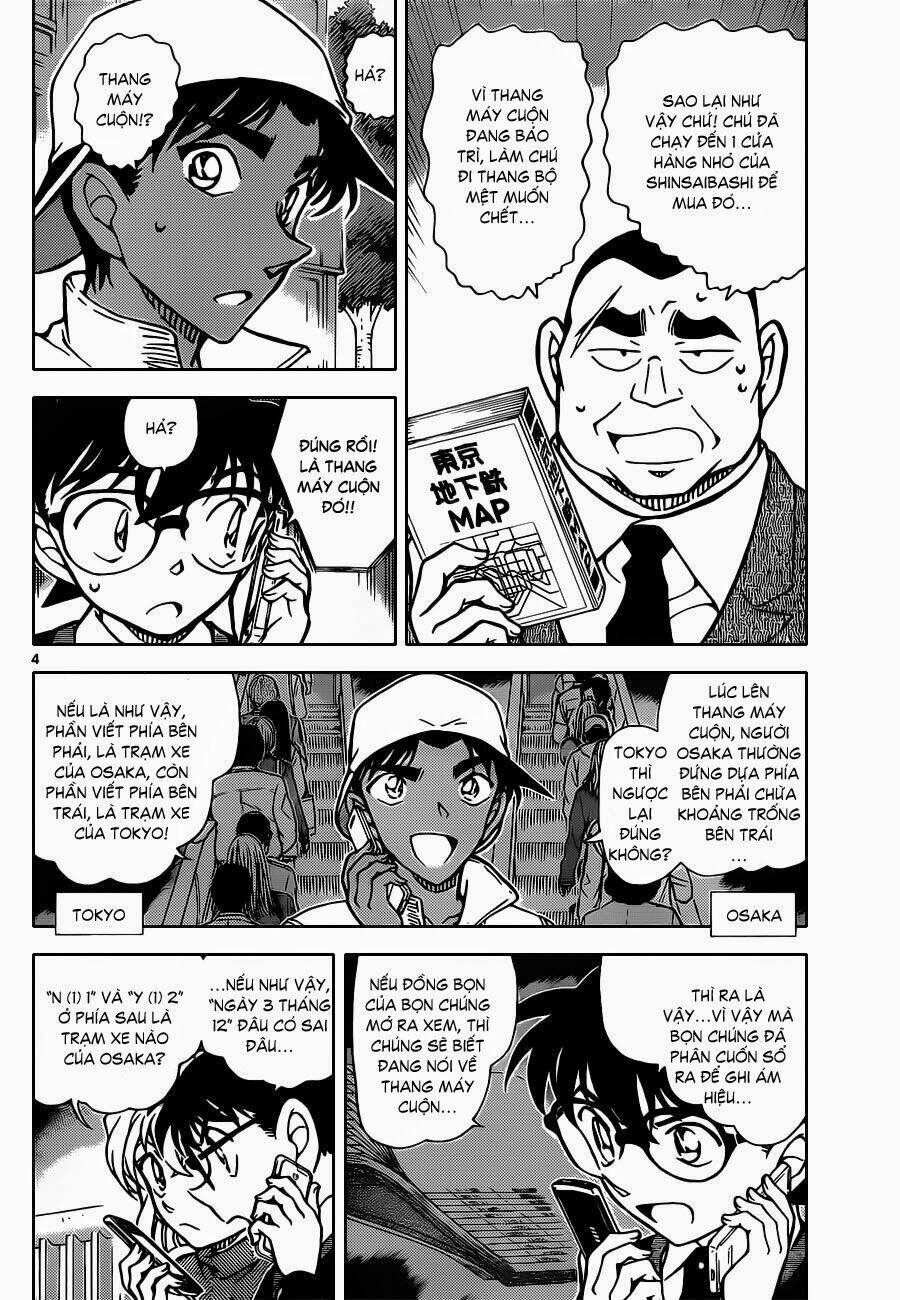 SAO LẠI NHƯ
VẬY CHỨ! CHÚ ĐÃ
CHẠY ĐẾN 1 CỬA
HÀNG NHỎ CỦA
SHINSAIBASHI ĐỂ
MUA ĐÓ...
VÌ THANG
MÁY CUỘN
ĐANG BẢO
TRÌ, LÀM CHÚ
ĐI THANG BỘ
MỆT MUỐN
CHẾT...
東京
地下鉄
MAP
HẢ?
THANG
MÁY
CUỘN!?
ĐÚNG RỒI!
LÀ THANG
MÁY CUỘN
ĐÓ!!
HẢ?
4
LÚC LÊN
THANG MÁY
CUỘN, NGƯỜI
OSAKA THƯỜNG
ĐỨNG DỰA PHÍA
BÊN PHẢI CHỪA
KHOẢNG TRỐNG
BÊN TRÁI
...
TOKYO
THÌ
NGƯỢC
LẠI
ĐÚNG
KHÔNG?
OSAKA
NẾU LÀ NHƯ VẬY,
PHẦN VIẾT PHÍA BÊN
PHẢI, LÀ TRẠM XE
CỦA OSAKA, CÒN
PHẦN VIẾT PHÍA BÊN
TRÁI, LÀ TRẠM XE
CỦA TOKYO!
TOKYO
THÌ RA LÀ
VẬY...VÌ VẬY MÀ
BỌN CHÚNG ĐÃ
PHÂN CUỐN SỔ
RA ĐỂ GHI ÁM
HIỆU...
NẾU ĐỒNG BỌN
CỦA BỌN CHÚNG
MỞ RA XEM, THÌ
CHÚNG SẼ BIẾT
ĐANG NÓI VỀ
THANG MÁY
CUỘN...
...NẾU NHƯ VẬY,
"NGÀY 3 THÁNG
12" ĐÂU CÓ SAI
ĐÂU...
"N (1) 1" VÀ "Y (1) 2"
Ở PHÍA SAU LÀ
TRẠM XE NÀO
CỦA OSAKA?